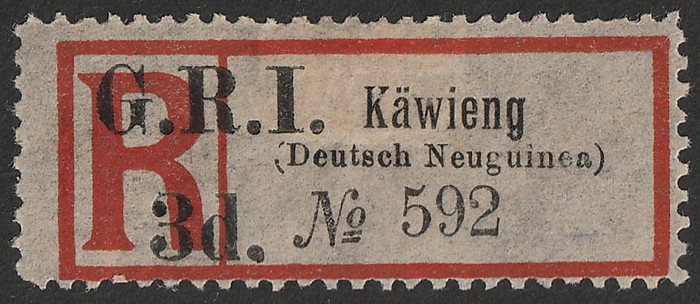 R
G.R.I. Käwieng
(Deutsch Neuguinea)
3d. No 592